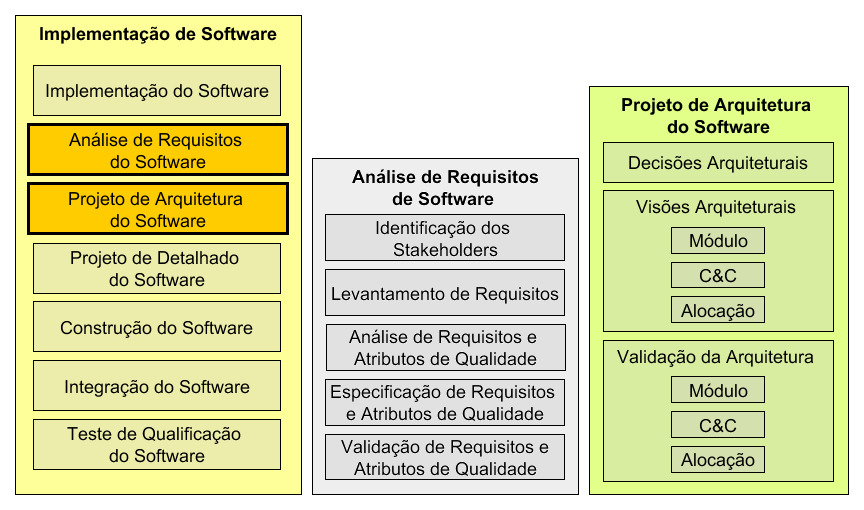 Implementação de Software
Implementação do Software
Análise de Requisitos
do Software
Projeto de Arquitetura
do Software
Projeto de Detalhado
do Software
Construção do Software
Integração do Software
Teste de Qualificação
do Software
Análise de Requisitos
de Software
Identificação dos
Stakeholders
Levantamento de Requisitos
Análise de Requisitos e
Atributos de Qualidade
Especificação de Requisitos
e Atributos de Qualidade
Validação de Requisitos e
Atributos de Qualidade
Projeto de Arquitetura
do Software
Decisões Arquiteturais
Visões Arquiteturais
Módulo
C&C
Alocação
Validação da Arquitetura
Módulo
C&C
Alocação